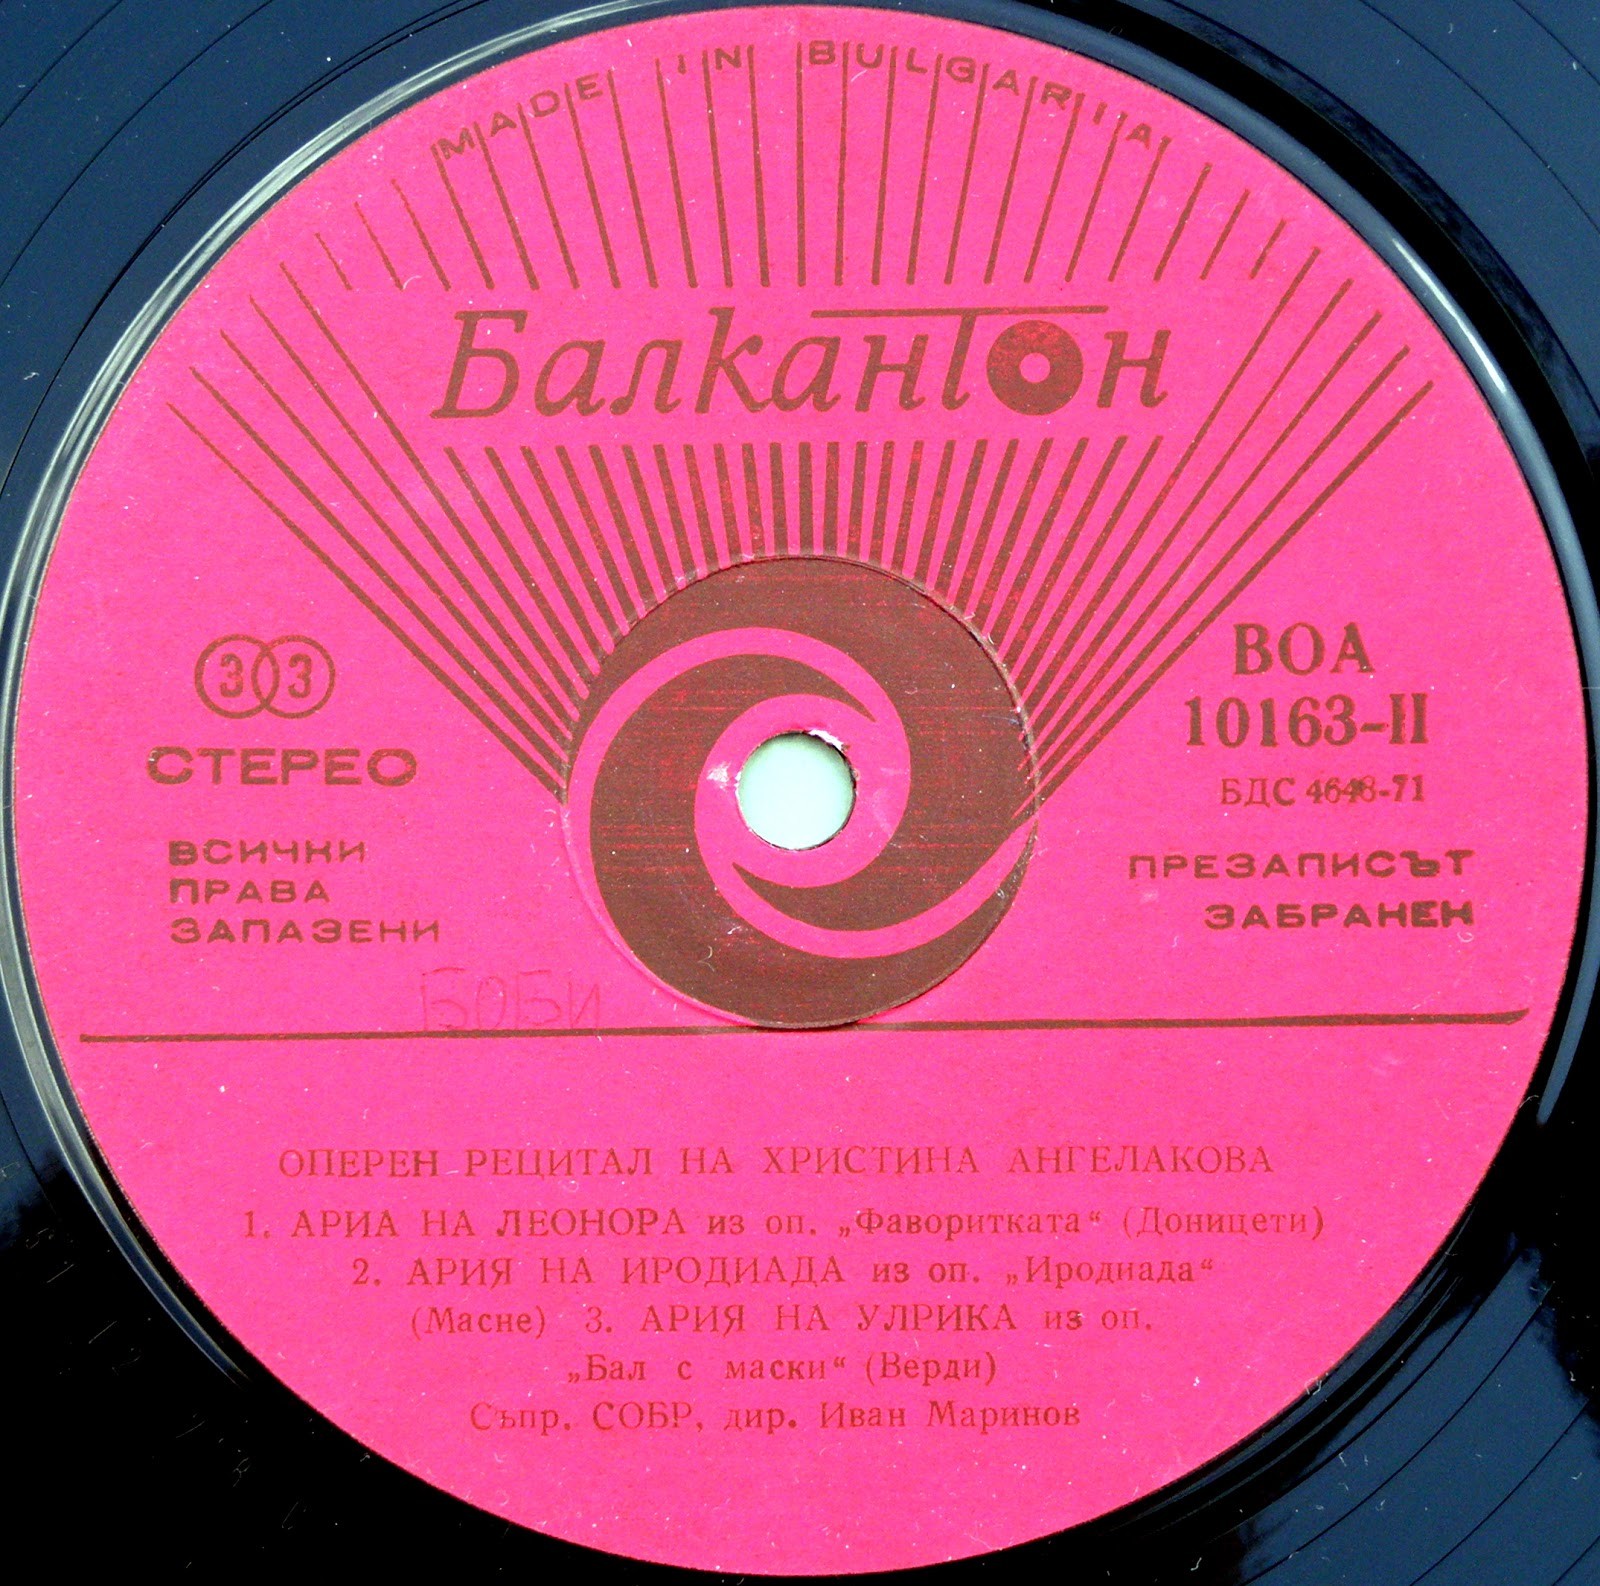 MADE IN BULGARIA
Балкантон
33
СТЕРЕО
ВСИЧКИ
ПРАВА
ЗАПАЗЕНИ
ВОА
10163-II
БДС 4648-71
ПРЕЗАПИСЪТ
ЗАБРАНЕН
БОБИ
ОПЕРЕН РЕЦИТАЛ НА ХРИСТИНА АНГЕЛАКОВА
1. АРИА НА ЛЕОНОРА из оп. „Фаворитката“ (Доницети)
2. АРИЯ НА ИРОДИАДА из оп. „Иродиада“
(Масне) 3. АРИЯ НА УЛРИКА из оп.
„Бал с маски“ (Верди)
Съпр. СОБР, дир. Иван Маринов